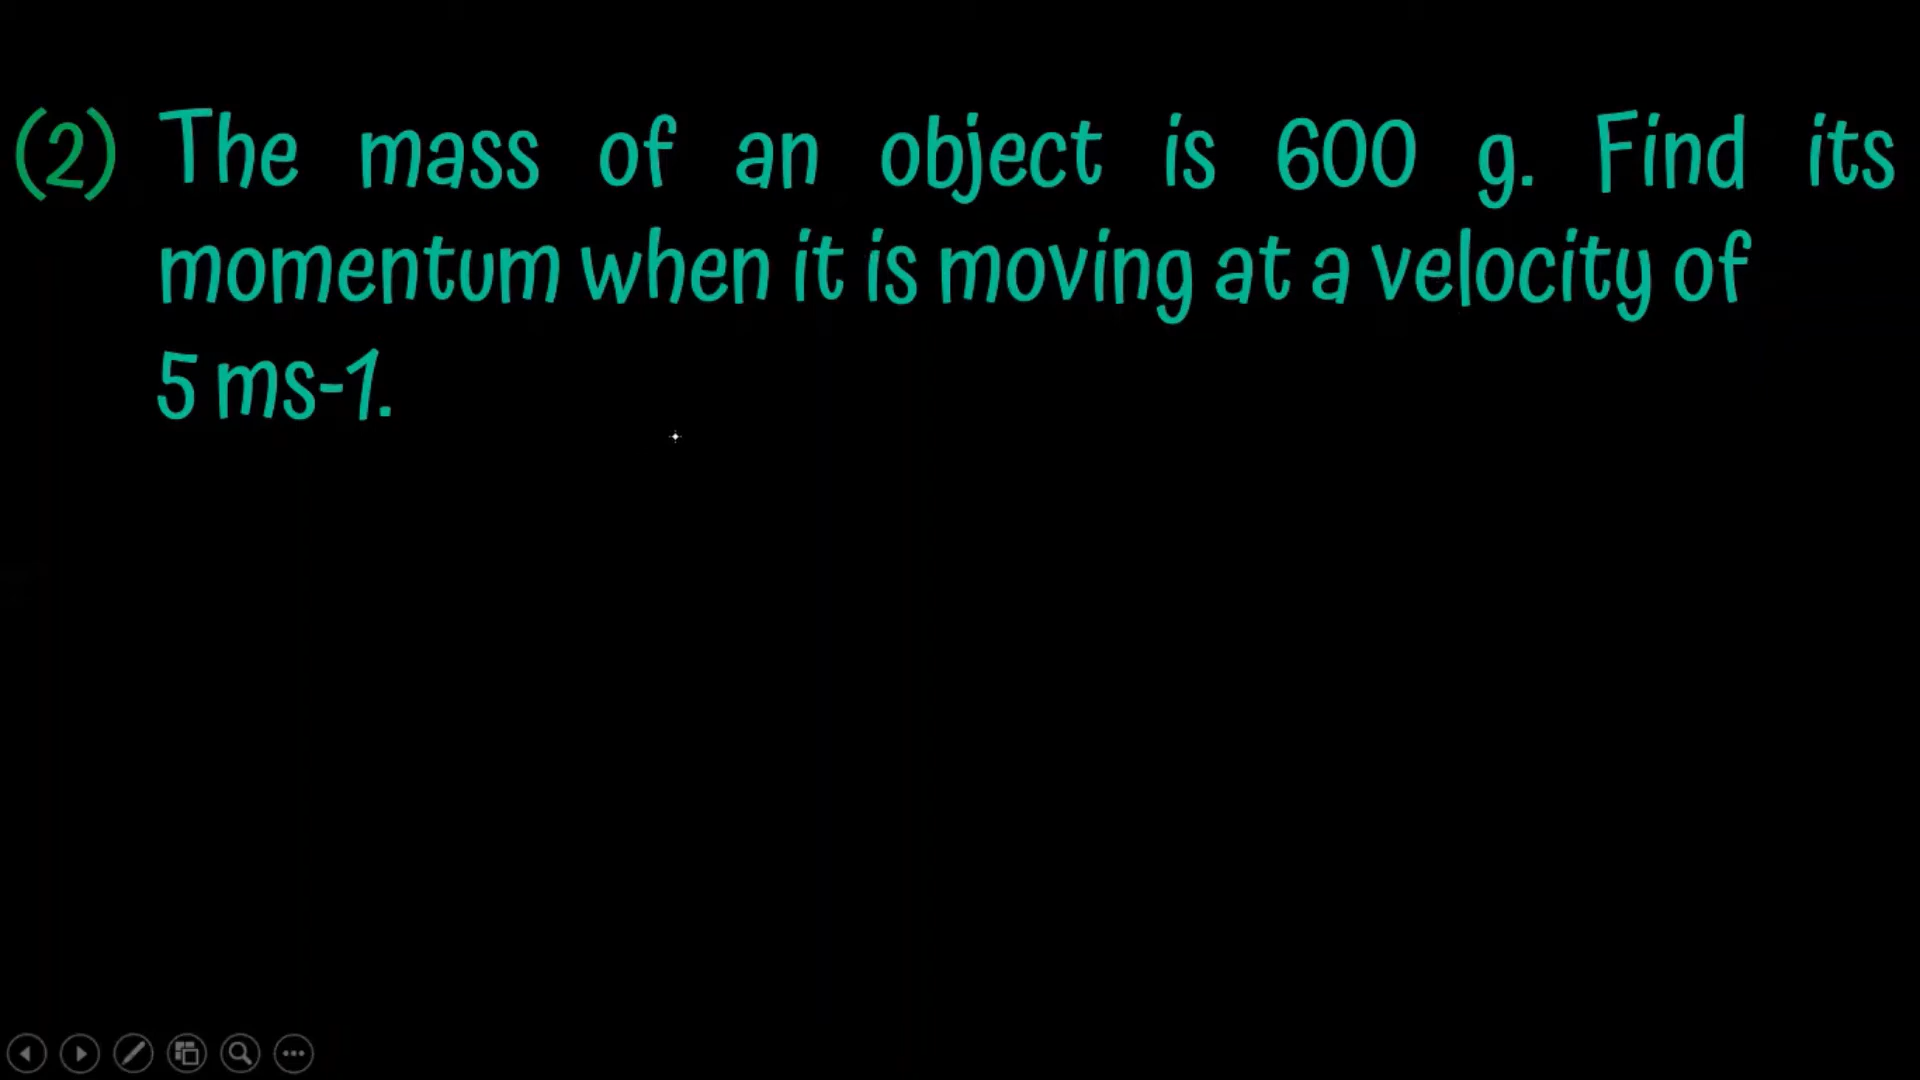 (2) The mass of an object is 600 g. Find its
momentum when it is moving at a velocity of
5 ms-1.